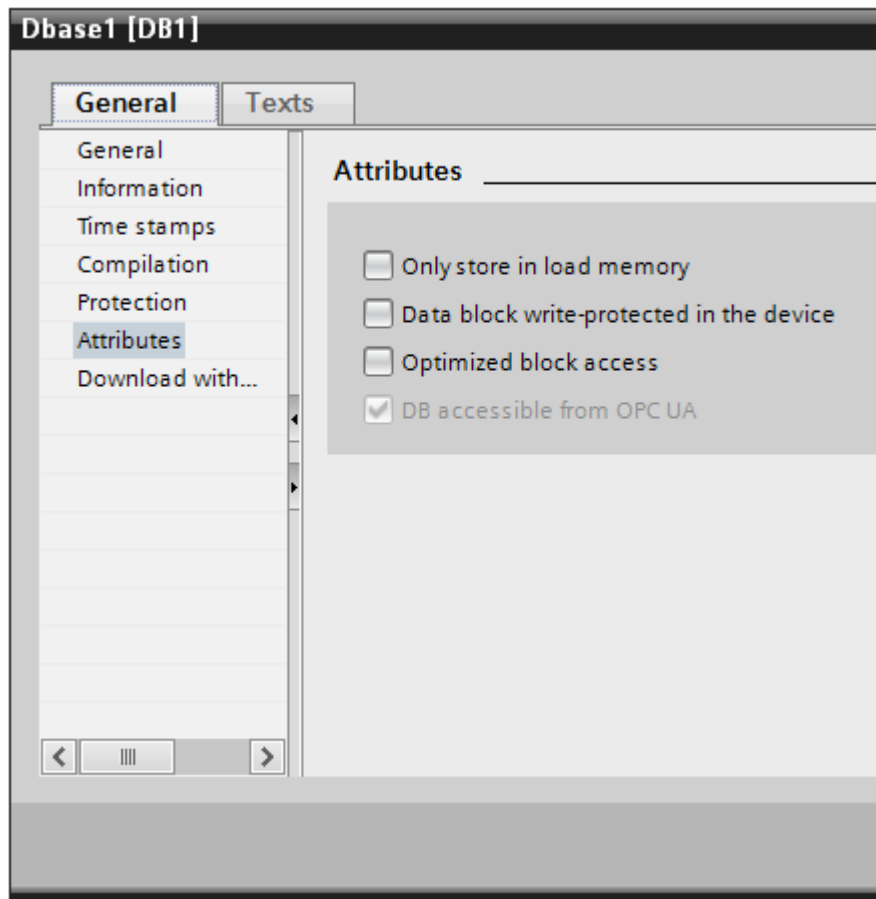 Dbase1 [DB1]
General
Texts
General
Information
Time stamps
Compilation
Protection
Attributes
Download with...
Attributes
Only store in load memory
Data block write-protected in the device
Optimized block access
DB accessible from OPC UA